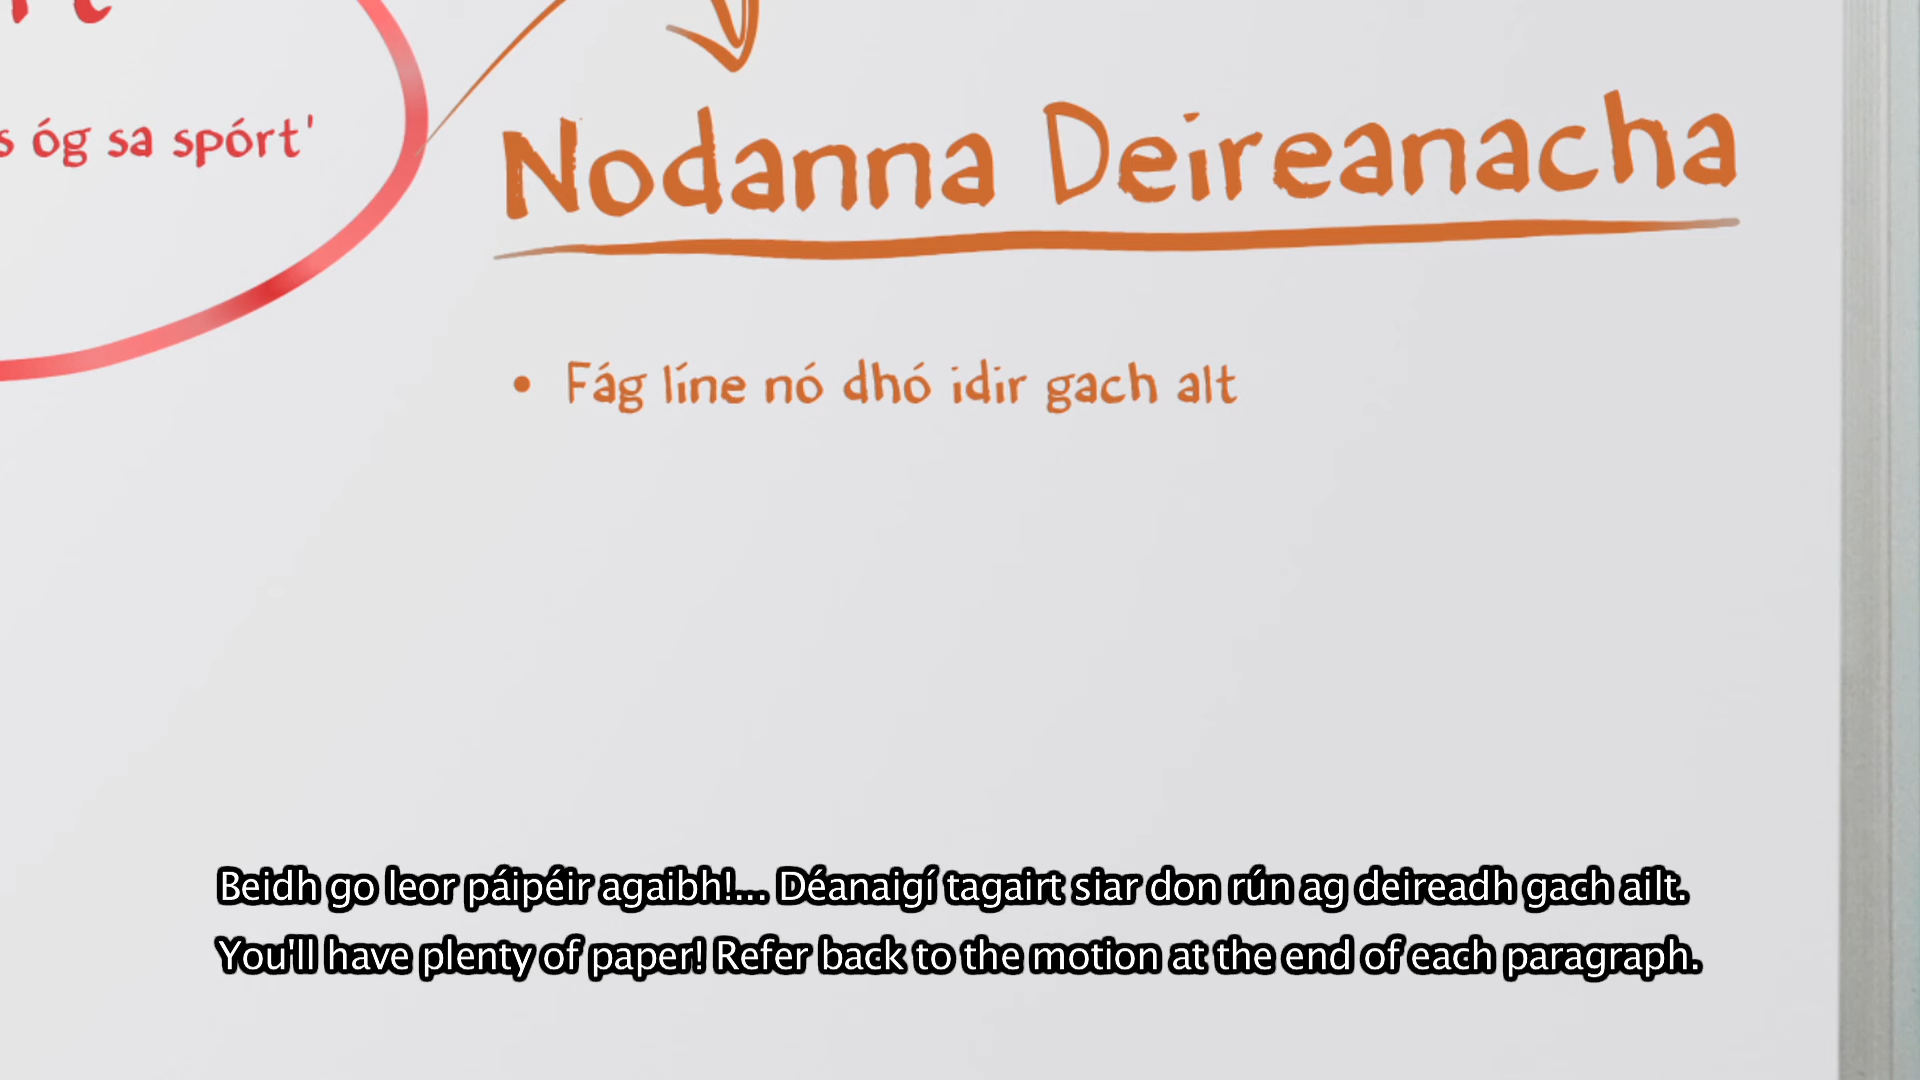 s óg sa spórt'
Nodanna Deireanacha
• Fág líne nó dhó idir gach alt
Beidh go leor páipéir agaibh!... Déanaigí tagairt siar don rún ag deireadh gach ailt.
You'll have plenty of paper! Refer back to the motion at the end of each paragraph.